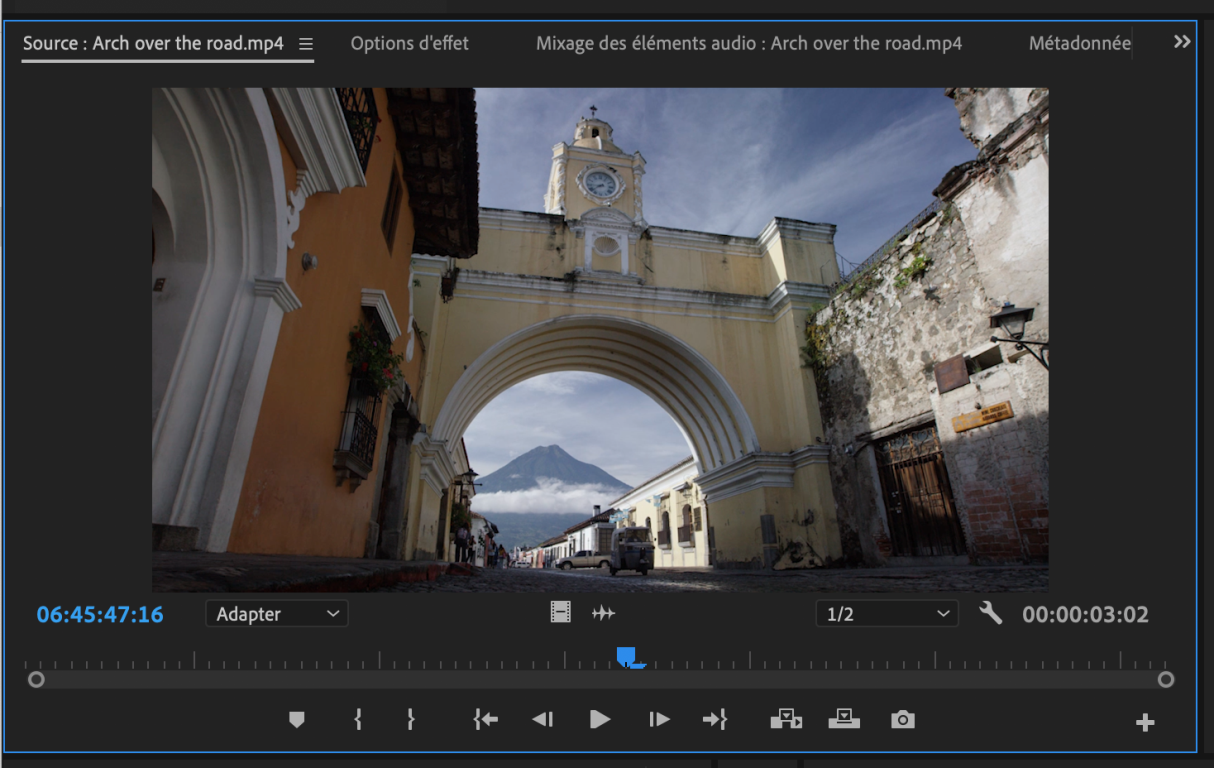 Source : Arch over the road.mp4 Options d'effet Mixage des éléments audio : Arch over the road.mp4 Métadonnée
06:45:47:16 Adapter 1/2 00:00:03:02